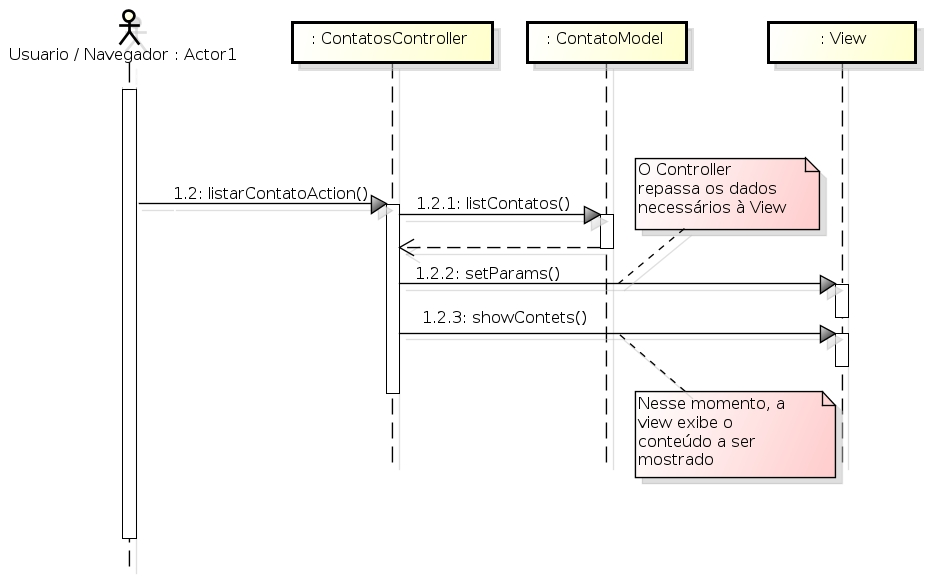 : ContatosController
: ContatoModel
: View
Usuario / Navegador : Actor1
O Controller
repassa os dados
necessários à View
1.2: listarContatoAction()
1.2.1: listContatos()
1.2.2: setParams()
1.2.3: showContets()
Nesse momento, a
view exibe o
conteúdo a ser
mostrado